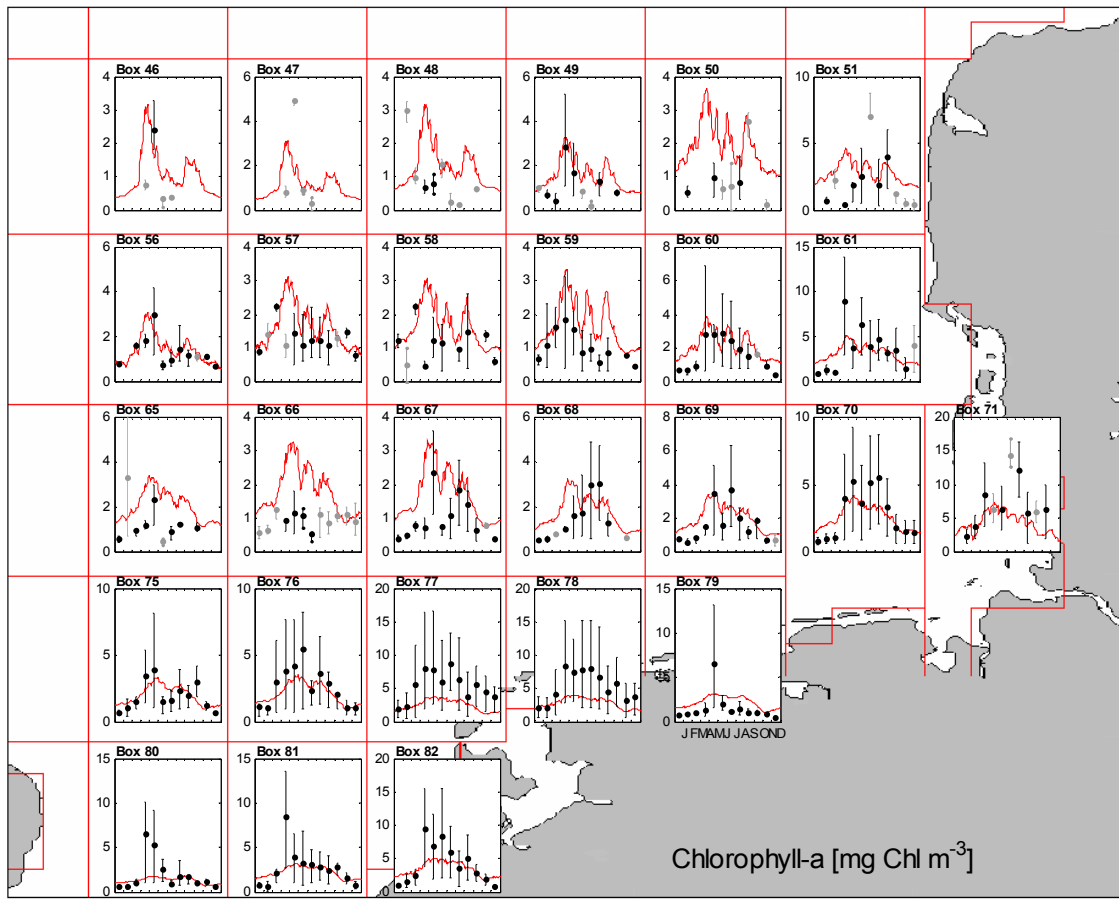 Box 46 Box 47 Box 48 Box 49 Box 50 Box 51
4 6 4 4 4 10
3 4 3 3 3
2 2 2 2 2 5
1 1 1 1
0 0 0 0 0 0
Box 56 Box 57 Box 58 Box 59 Box 60 Box 61
6 4 4 4 8 15
4 3 3 3 6 10
2 2 2 2 4 5
1 1 1 2
0 0 0 0 0 0
Box 65 Box 66 Box 67 Box 68 Box 69 Box 70 Box 71
6 4 4 6 8 10 20
4 3 3 4 6 15
2 2 2 2 4 5 10
1 1 2 5
0 0 0 0 0 0 0
Box 75 Box 76 Box 77 Box 78 Box 79
10 10 20 20 15
15 15 10
5 5 10 10 5
5 5
0 0 0 0 0
J FMAMJ JASOND
Box 80 Box 81 Box 82
15 15 20
10 10 15
5 5 10
5
0 0 0
Chlorophyll-a [mg Chl m⁻³]